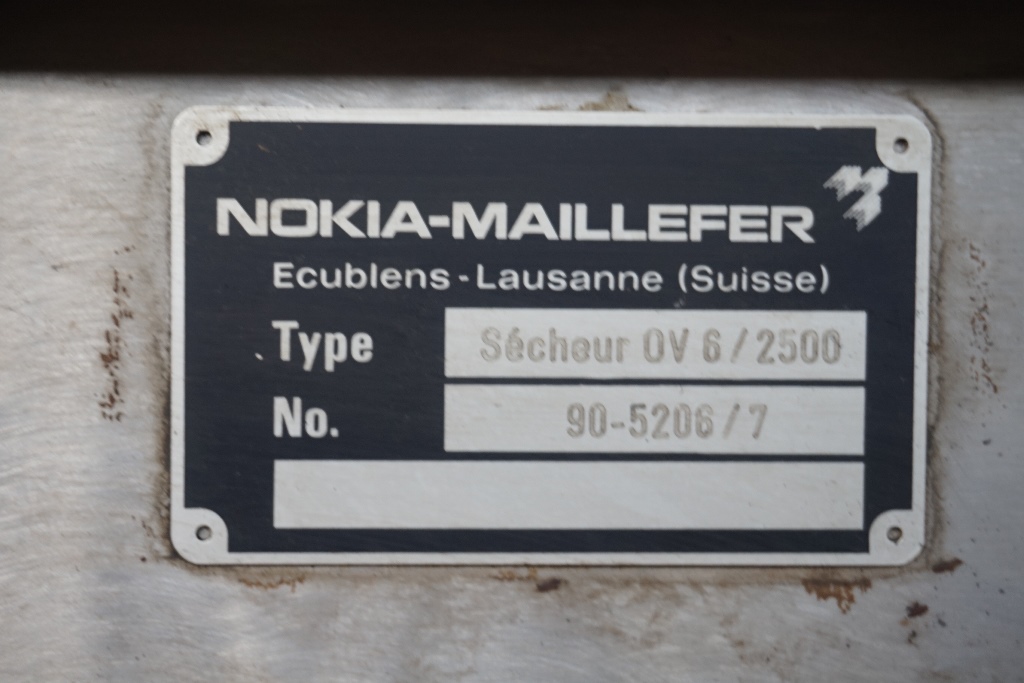 NOKIA-MAILLEFER
Ecublens - Lausanne (Suisse)
Type Sécheur OV 6/2500
No. 90-5206/7